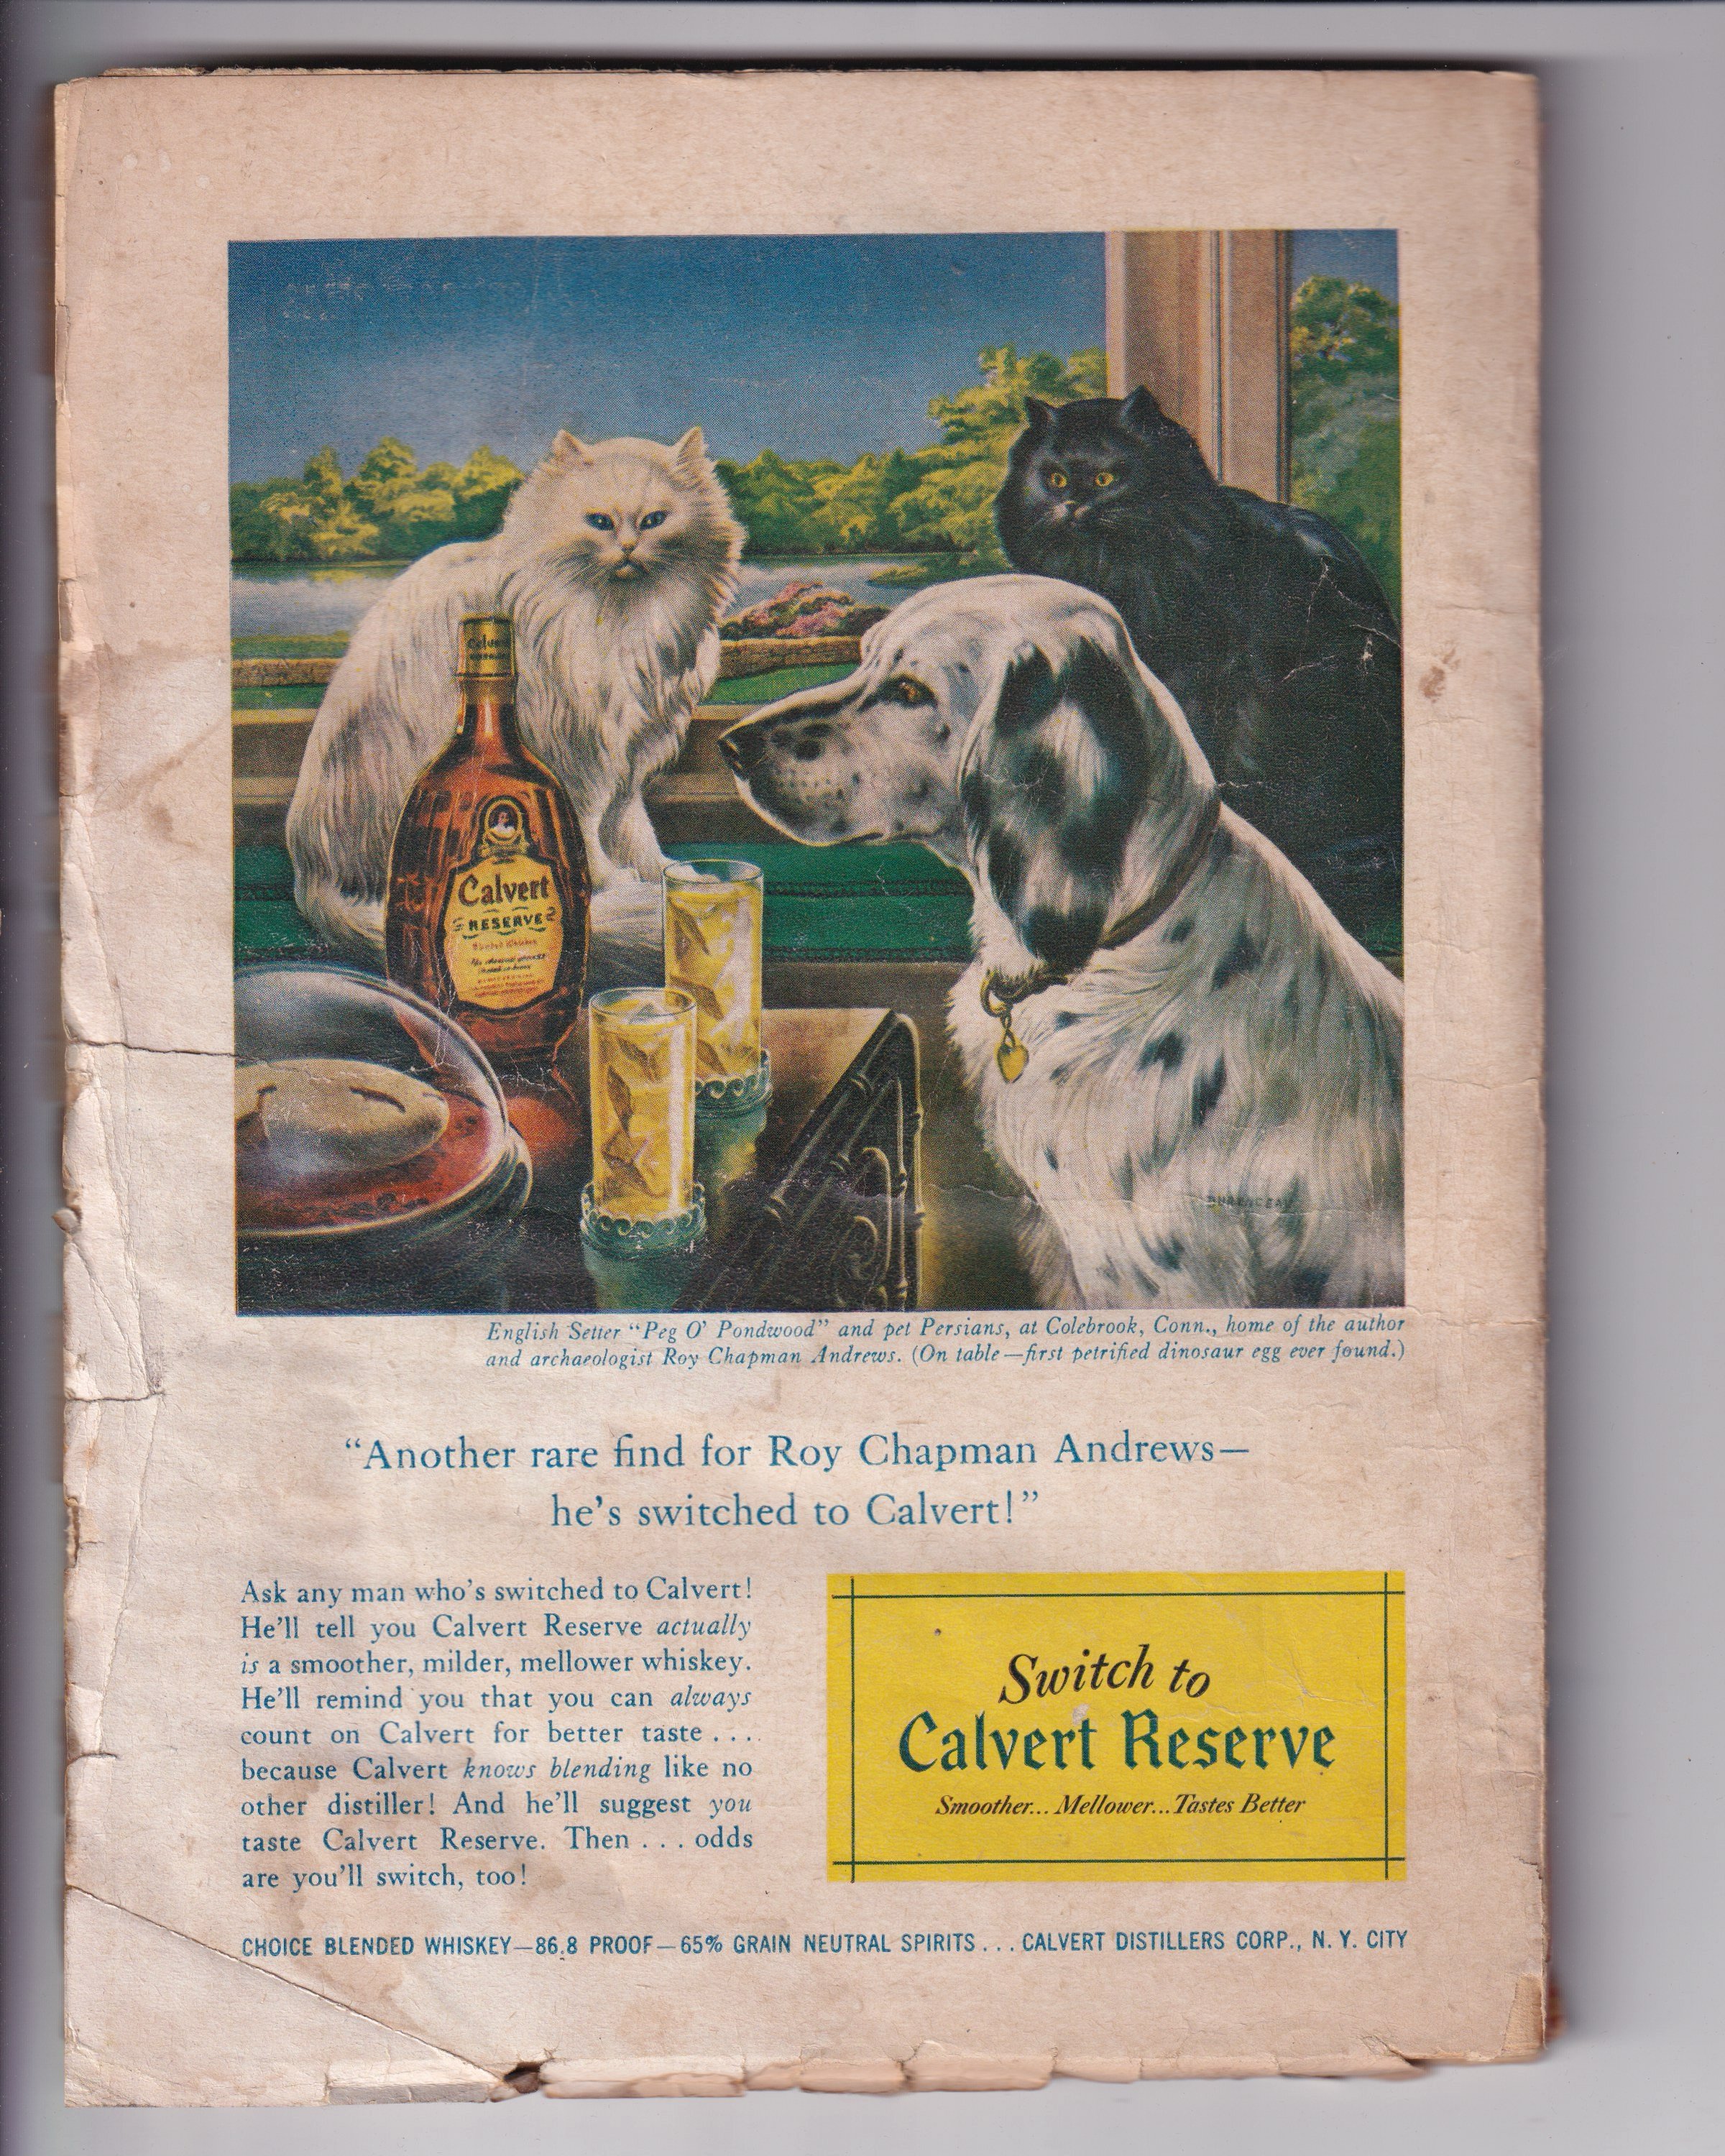 Calvert
Calvert
RESERVE
Blended Whiskey
English Setter “Peg O’ Pondwood” and pet Persians, at Colebrook, Conn., home of the author
and archaeologist Roy Chapman Andrews. (On table—first petrified dinosaur egg ever found.)
“Another rare find for Roy Chapman Andrews—
he’s switched to Calvert!”
Ask any man who’s switched to Calvert!
He’ll tell you Calvert Reserve actually
is a smoother, milder, mellower whiskey.
He’ll remind you that you can always
count on Calvert for better taste ....
because Calvert knows blending like no
other distiller! And he’ll suggest you
taste Calvert Reserve. Then . . . odds
are you’ll switch, too!
Switch to
Calvert Reserve
Smoother... Mellower...Tastes Better
CHOICE BLENDED WHISKEY—86.8 PROOF—65% GRAIN NEUTRAL SPIRITS . . . CALVERT DISTILLERS CORP., N. Y. CITY